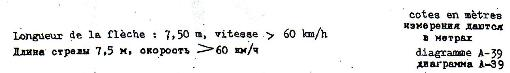 cotes en mètres
измерения даются
в метрах
Longueur de la flèche : 7,50 m, vitesse > 60 km/h
Длина стрелы 7,5 м, скорость >60 км/ч
diagramme A-39
диаграмма А-39